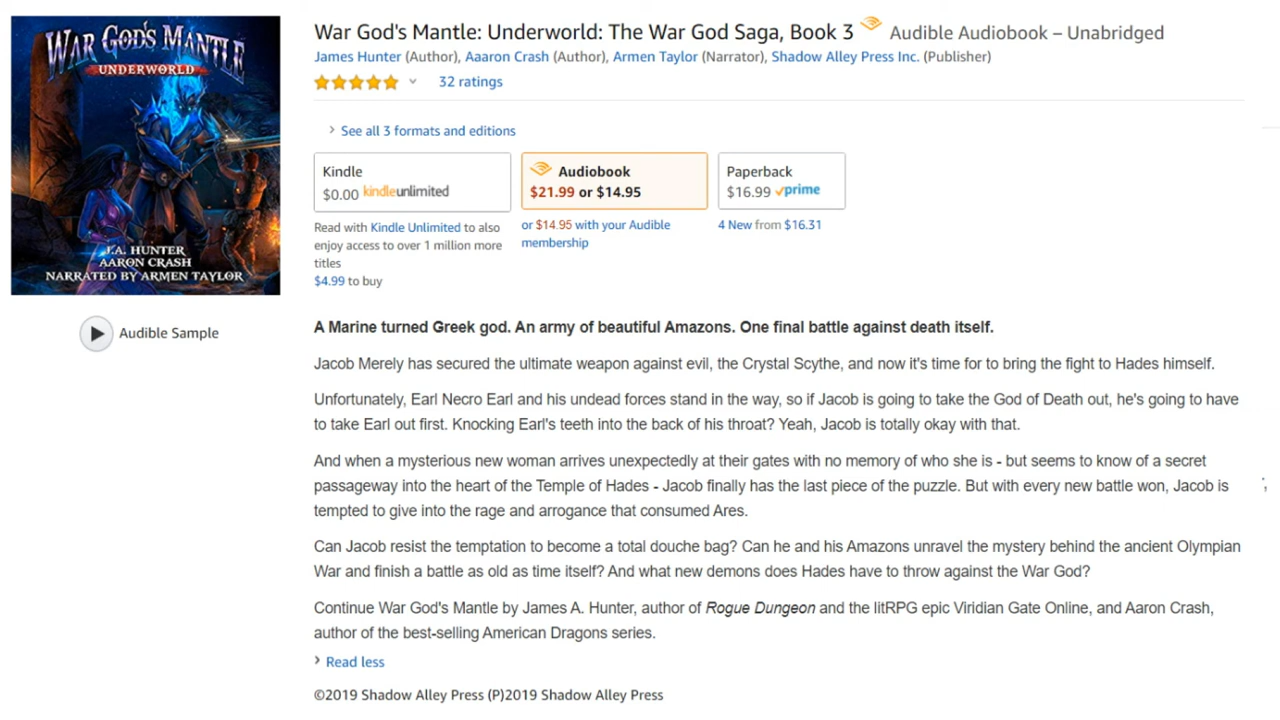 WAR GOD'S MANTLE
UNDERWORLD
J.A. HUNTER
AARON CRASH
NARRATED BY ARMEN TAYLOR
Audible Sample
War God's Mantle: Underworld: The War God Saga, Book 3 Audible Audiobook – Unabridged
James Hunter (Author), Aaaron Crash (Author), Armen Taylor (Narrator), Shadow Alley Press Inc. (Publisher)
32 ratings
See all 3 formats and editions
Kindle
$0.00 kindleunlimited
Read with Kindle Unlimited to also
enjoy access to over 1 million more
titles
$4.99 to buy
Audiobook
$21.99 or $14.95
or $14.95 with your Audible
membership
Paperback
$16.99 prime
4 New from $16.31
A Marine turned Greek god. An army of beautiful Amazons. One final battle against death itself.
Jacob Merely has secured the ultimate weapon against evil, the Crystal Scythe, and now it's time for to bring the fight to Hades himself.
Unfortunately, Earl Necro Earl and his undead forces stand in the way, so if Jacob is going to take the God of Death out, he's going to have
to take Earl out first. Knocking Earl's teeth into the back of his throat? Yeah, Jacob is totally okay with that.
And when a mysterious new woman arrives unexpectedly at their gates with no memory of who she is - but seems to know of a secret
passageway into the heart of the Temple of Hades - Jacob finally has the last piece of the puzzle. But with every new battle won, Jacob is
tempted to give into the rage and arrogance that consumed Ares.
Can Jacob resist the temptation to become a total douche bag? Can he and his Amazons unravel the mystery behind the ancient Olympian
War and finish a battle as old as time itself? And what new demons does Hades have to throw against the War God?
Continue War God's Mantle by James A. Hunter, author of Rogue Dungeon and the litRPG epic Viridian Gate Online, and Aaron Crash,
author of the best-selling American Dragons series.
Read less
©2019 Shadow Alley Press (P)2019 Shadow Alley Press